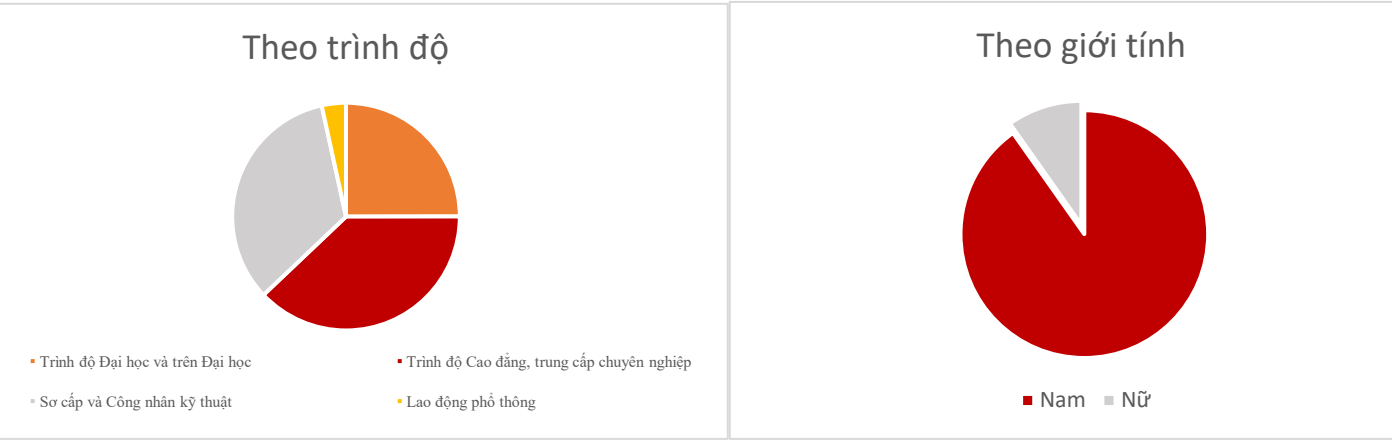 Theo trình độ
Trình độ Đại học và trên Đại học
Trình độ Cao đẳng, trung cấp chuyên nghiệp
Sơ cấp và Công nhân kỹ thuật
Lao động phổ thông
Theo giới tính
Nam
Nữ